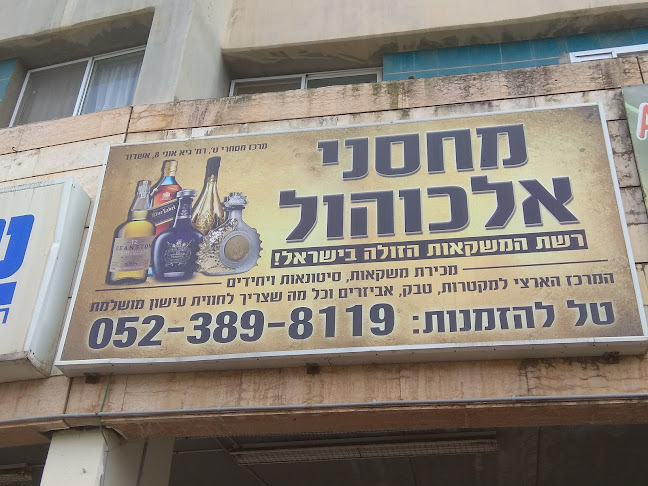 מרכז מסחרי ט', רח' גיא אוני 8, אשדוד
מחסני
אלכוהול
רשת המשקאות הזולה בישראל!
מכירת משקאות, סיטונאות ויחידים
המרכז הארצי למקטרות, טבק, אביזרים וכל מה שצריך לחווית עישון מושלמת
טל להזמנות: 052-389-8119